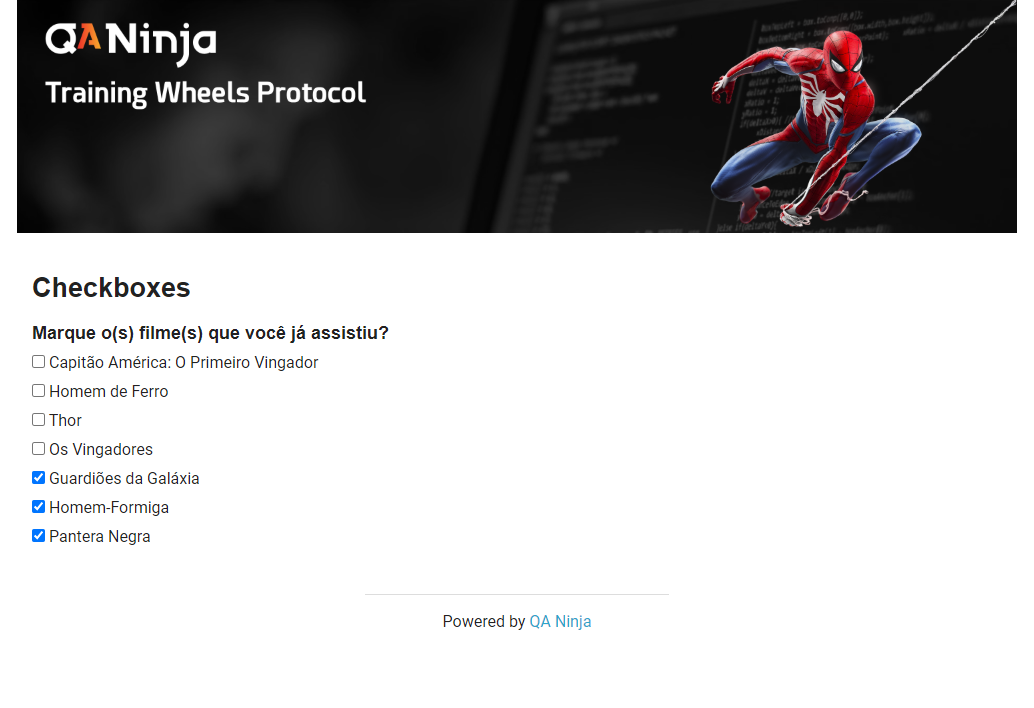 QA Ninja
Training Wheels Protocol
Checkboxes
Marque o(s) filme(s) que você já assistiu?
Capitão América: O Primeiro Vingador
Homem de Ferro
Thor
Os Vingadores
Guardiões da Galáxia
Homem-Formiga
Pantera Negra
Powered by QA Ninja